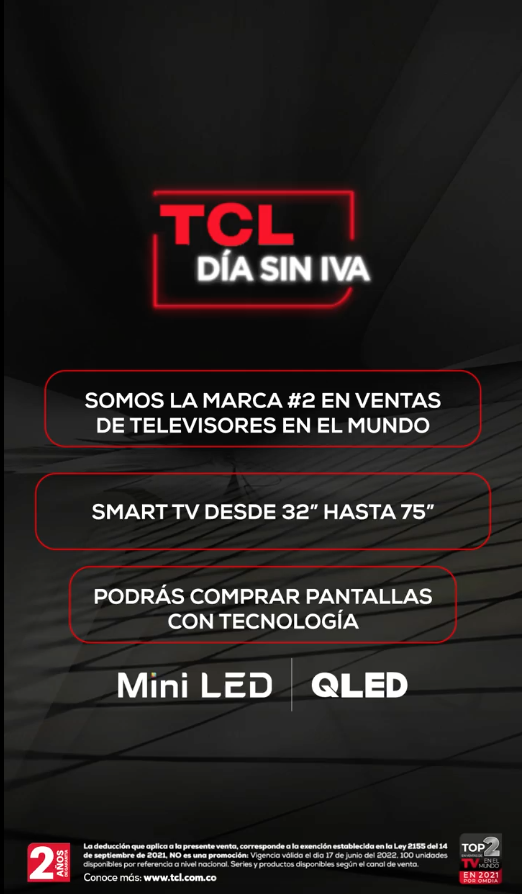 TCL
DÍA SIN IVA
SOMOS LA MARCA #2 EN VENTAS
DE TELEVISORES EN EL MUNDO
SMART TV DESDE 32” HASTA 75”
PODRÁS COMPRAR PANTALLAS
CON TECNOLOGÍA
Mini LED | QLED
2 AÑOS
La deducción que aplica a la presente venta, corresponde a la exención establecida en la Ley 2155 del 14
de septiembre de 2021, NO es una promoción: Vigencia válida el dia 17 de junio del 2022. 100 unidades
disponibles por referencia a nivel nacional. Series y productos disponibles según el canal de venta.
Conoce más: www.tcl.com.co
TOP 2
TV EN EL
MUNDO
EN 2021
POR OMDIA